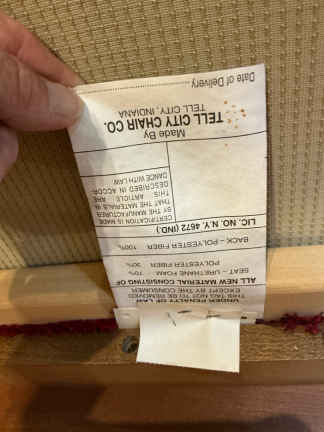 UNDER PENALTY OF LAW
THIS TAG NOT TO BE REMOVED
EXCEPT BY THE CONSUMER
ALL NEW MATERIAL CONSISTING OF
SEAT - URETHANE FOAM 70%
POLYESTER FIBER 30%
BACK - POLYESTER FIBER 100%
LIC. NO. N.Y. 4672 (IND.)
CERTIFICATION IS MADE
BY THE MANUFACTURER
THAT THE MATERIALS IN
THIS ARTICLE ARE
DESCRIBED IN ACCOR-
DANCE WITH LAW.
Made By
TELL CITY CHAIR CO.
TELL CITY, INDIANA
Date of Delivery